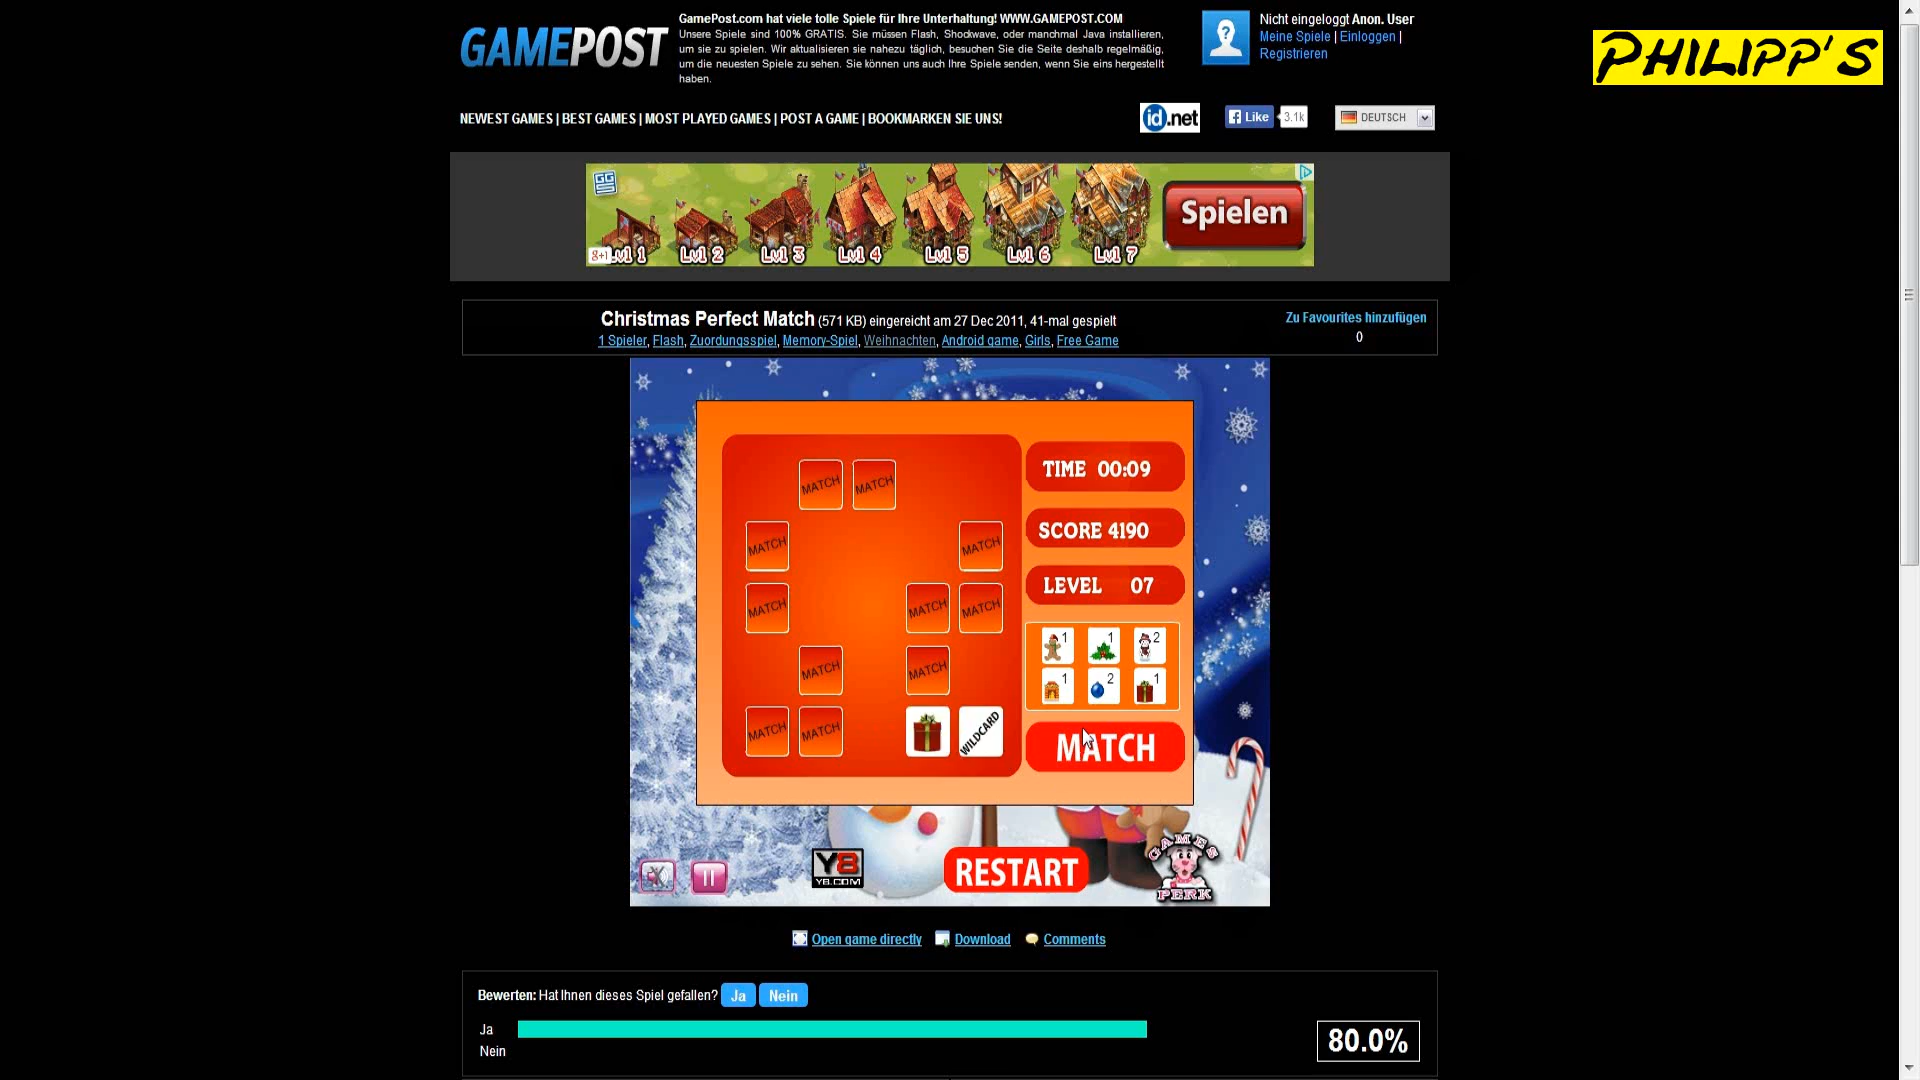 GAMEPOST
GamePost.com hat viele tolle Spiele für Ihre Unterhaltung! WWW.GAMEPOST.COM
Unsere Spiele sind 100% GRATIS. Sie müssen Flash, Shockwave, oder manchmal Java installieren,
um sie zu spielen. Wir aktualisieren sie nahezu täglich, besuchen Sie die Seite deshalb regelmäßig,
um die neuesten Spiele zu sehen. Sie können uns auch Ihre Spiele senden, wenn Sie eins hergestellt
haben.
Nicht eingeloggt Anon. User
Meine Spiele | Einloggen |
Registrieren
PHILIPP'S
NEWEST GAMES | BEST GAMES | MOST PLAYED GAMES | POST A GAME | BOOKMARKEN SIE UNS!
id.net
Like 3.1k
DEUTSCH
GGS
g+1
Lvl 1 Lvl 2 Lvl 3 Lvl 4 Lvl 5 Lvl 6 Lvl 7
Spielen
Christmas Perfect Match (571 KB) eingereicht am 27 Dec 2011, 41-mal gespielt
1 Spieler, Flash, Zuordungsspiel, Memory-Spiel, Weihnachten, Android game, Girls, Free Game
Zu Favourites hinzufügen
0
MATCH MATCH
MATCH MATCH
MATCH MATCH MATCH
MATCH MATCH
MATCH MATCH WILDCARD
TIME 00:09
SCORE 4190
LEVEL 07
1 1 2
1 2 1
MATCH
Y8
Y8.COM
RESTART
GAMES
PERK
Open game directly Download Comments
Bewerten: Hat Ihnen dieses Spiel gefallen? Ja Nein
Ja
Nein
80.0%